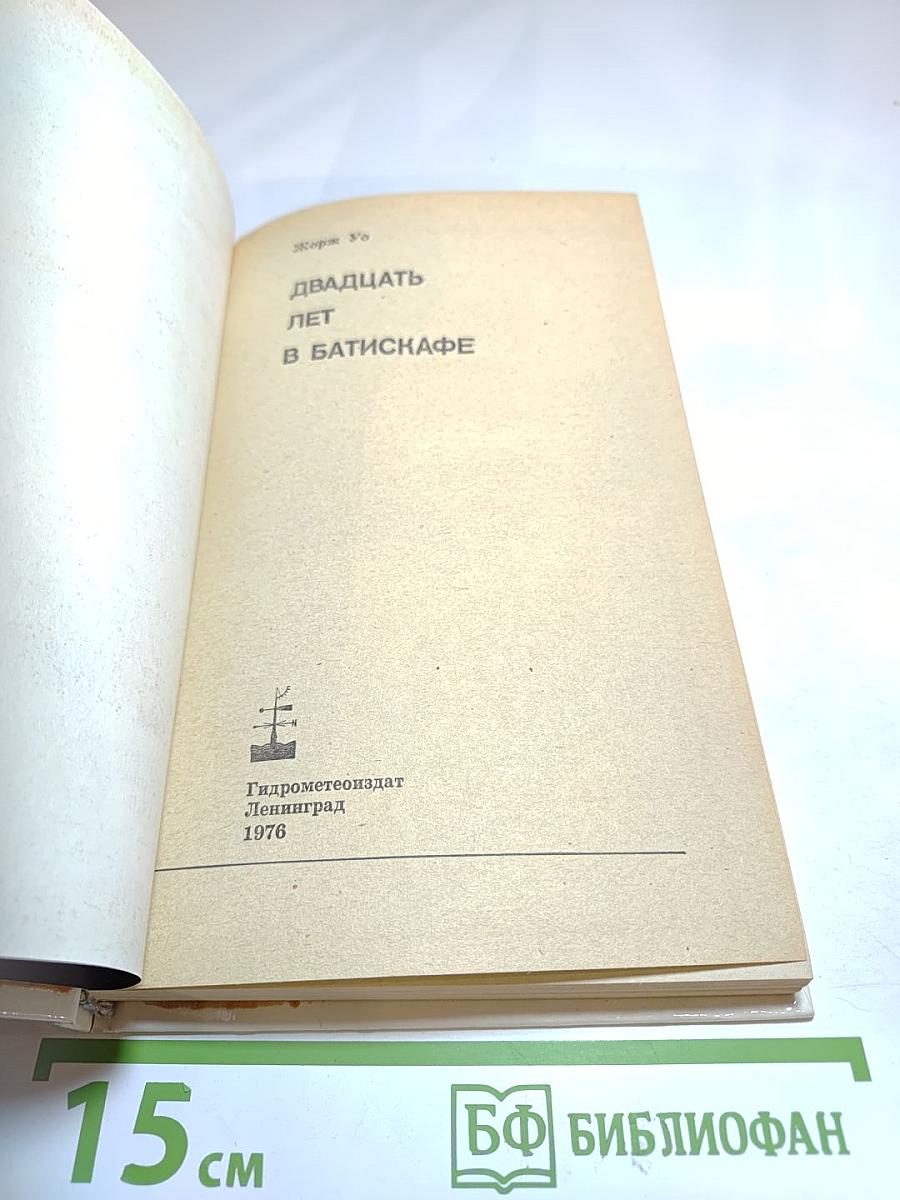 Жорж Уо
ДВАДЦАТЬ
ЛЕТ
В БАТИСКАФЕ
N
Гидрометеоиздат
Ленинград
1976
15 см
БФ БИБЛИОФАН